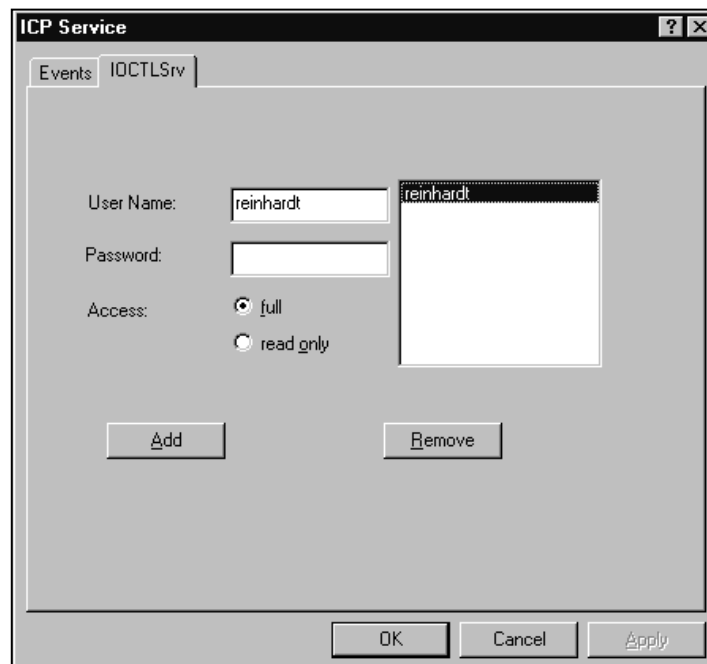 ICP Service
Events IOCTLSrv
User Name: reinhardt reinhardt
Password:
Access: full
read only
Add Remove
OK Cancel Apply